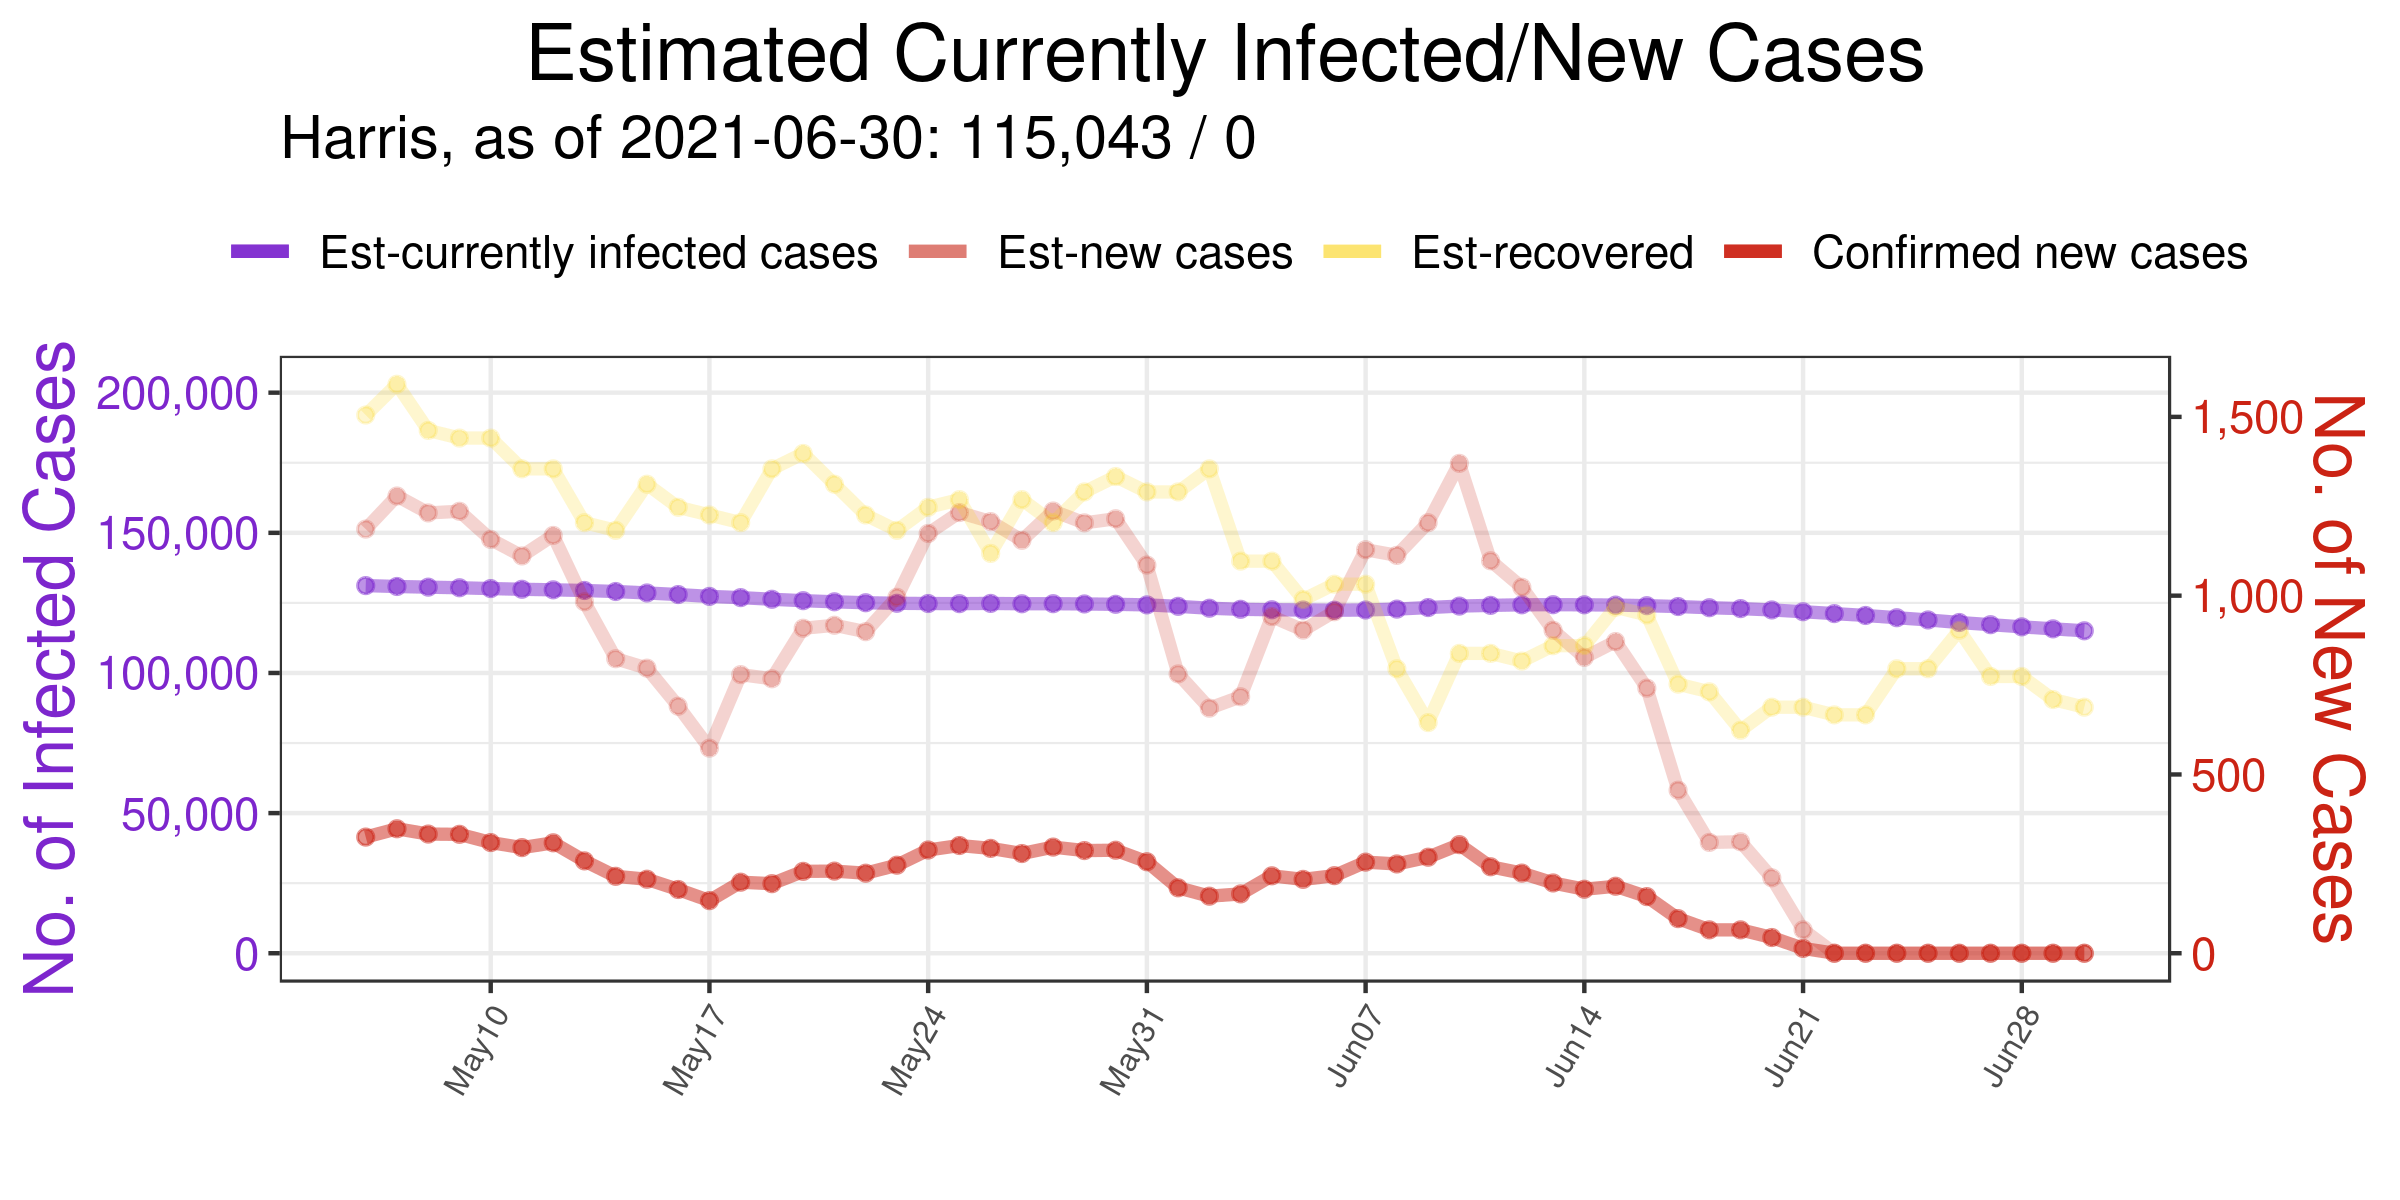 Estimated Currently Infected/New Cases
Harris, as of 2021-06-30: 115,043 / 0
Est-currently infected cases Est-new cases Est-recovered Confirmed new cases
No. of Infected Cases
200,000
150,000
100,000
50,000
0
1,500
1,000
500
0
No. of New Cases
May10 May17 May24 May31 Jun07 Jun14 Jun21 Jun28